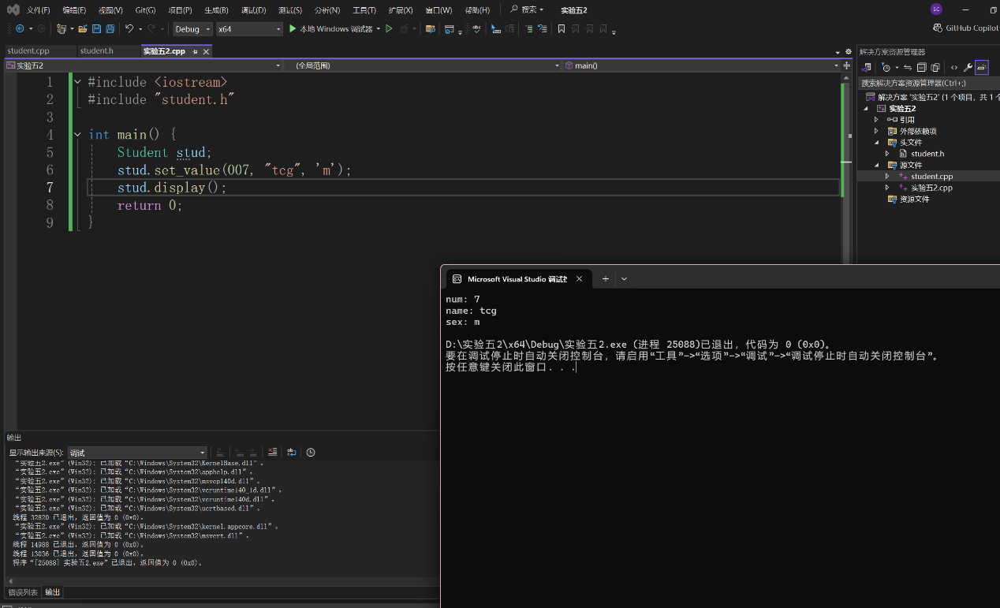 文件(F) 编辑(E) 视图(V) Git(G) 项目(P) 生成(B) 调试(D) 测试(S) 分析(N) 工具(T) 扩展(X) 窗口(W) 帮助(H) 搜索 实验五2 SC
Debug x64 本地 Windows 调试器 GitHub Copilot
student.cpp student.h 实验五2.cpp
实验五2 (全局范围) main()
1 #include <iostream>
2 #include "student.h"
3
4 int main() {
5 Student stud;
6 stud.set_value(007, "tcg", 'm');
7 stud.display();
8 return 0;
9 }
解决方案资源管理器
搜索解决方案资源管理器(Ctrl+;)
解决方案 '实验五2' (1 个项目，共 1 个
实验五2
引用
外部依赖项
头文件
student.h
源文件
student.cpp
实验五2.cpp
资源文件
Microsoft Visual Studio 调试
num: 7
name: tcg
sex: m
D:\实验五2\x64\Debug\实验五2.exe (进程 25088)已退出，代码为 0 (0x0)。
要在调试停止时自动关闭控制台，请启用“工具”->“选项”->“调试”->“调试停止时自动关闭控制台”。
按任意键关闭此窗口. . .
输出
显示输出来源(S): 调试
“实验五2.exe”(Win32): 已加载“C:\Windows\System32\KernelBase.dll”。
“实验五2.exe”(Win32): 已加载“C:\Windows\System32\apphelp.dll”。
“实验五2.exe”(Win32): 已加载“C:\Windows\System32\msvcp140d.dll”。
“实验五2.exe”(Win32): 已加载“C:\Windows\System32\vcruntime140_1d.dll”。
“实验五2.exe”(Win32): 已加载“C:\Windows\System32\vcruntime140d.dll”。
“实验五2.exe”(Win32): 已加载“C:\Windows\System32\ucrtbased.dll”。
线程 32820 已退出，返回值为 0 (0x0)。
“实验五2.exe”(Win32): 已加载“C:\Windows\System32\kernel.appcore.dll”。
“实验五2.exe”(Win32): 已加载“C:\Windows\System32\msvcrt.dll”。
线程 14988 已退出，返回值为 0 (0x0)。
线程 13036 已退出，返回值为 0 (0x0)。
程序“[25088] 实验五2.exe”已退出，返回值为 0 (0x0)。
错误列表 输出